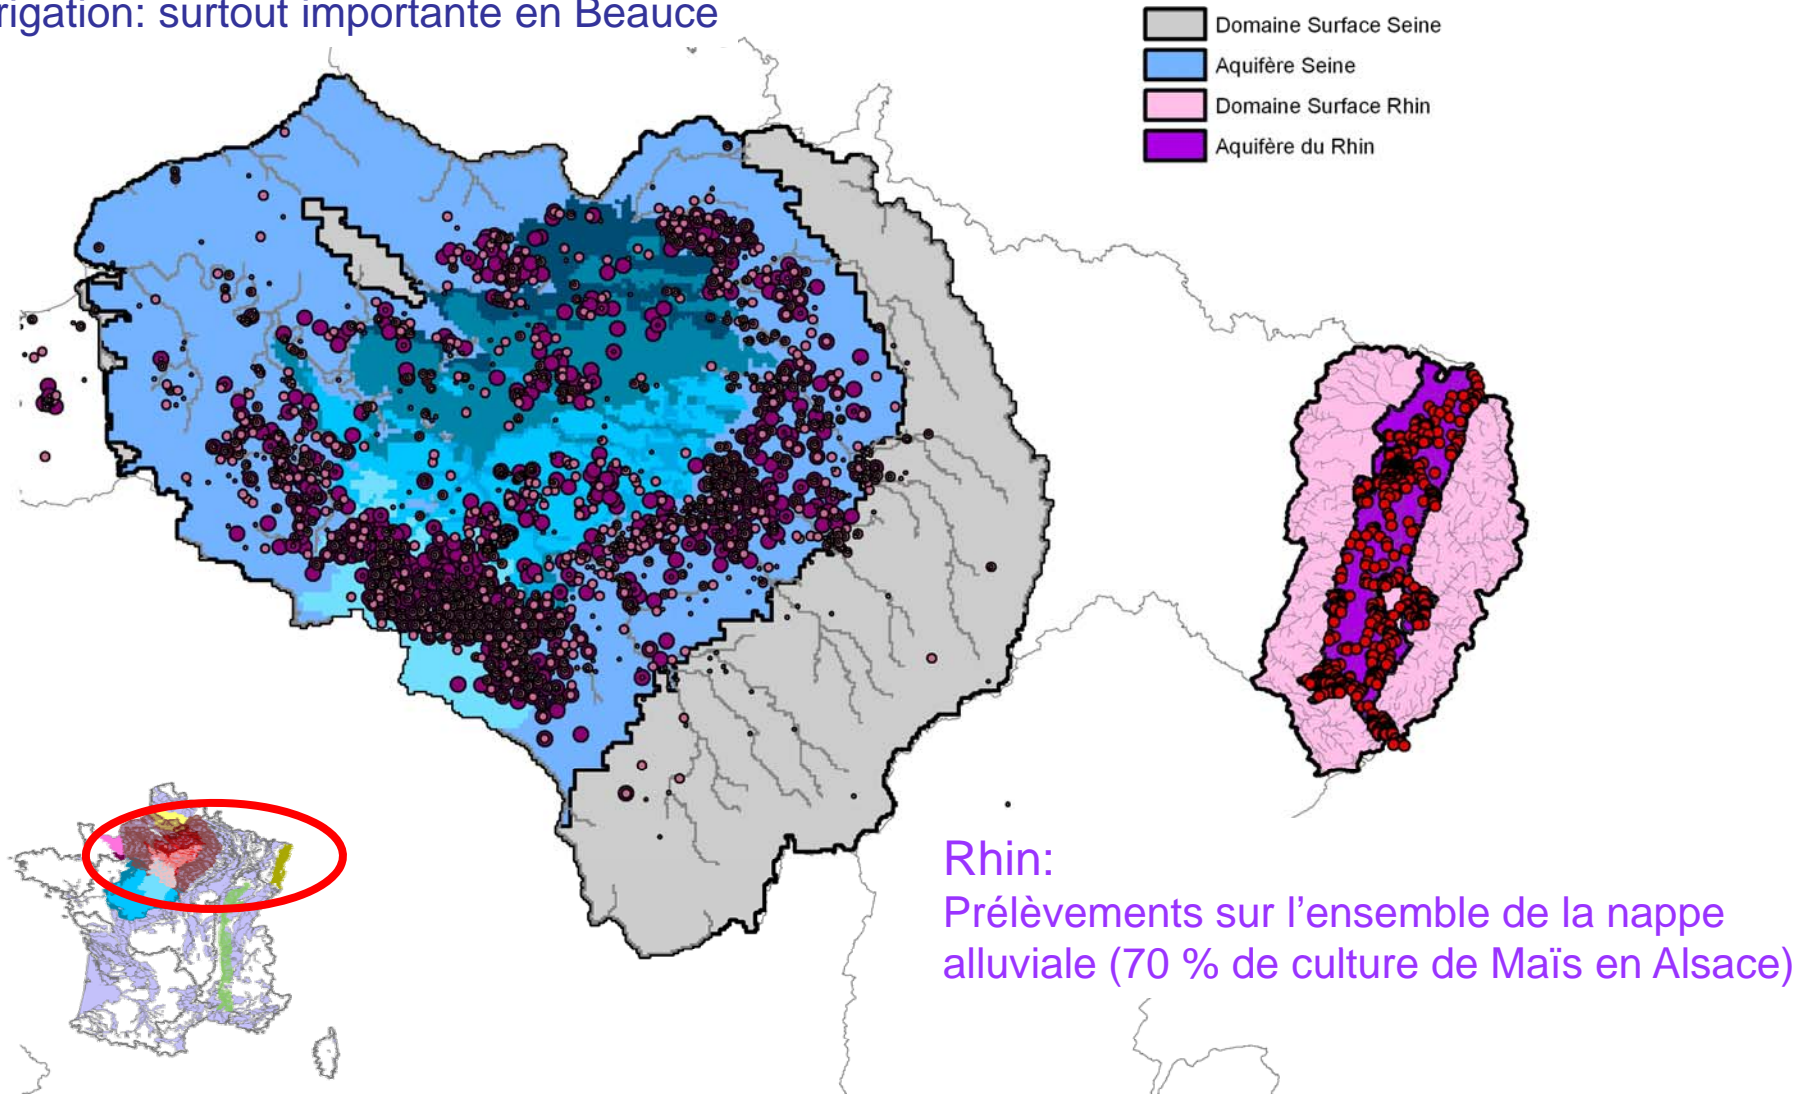 rigation: surtout importante en Beauce
Domaine Surface Seine
Aquifère Seine
Domaine Surface Rhin
Aquifère du Rhin
Rhin:
Prélèvements sur l’ensemble de la nappe
alluviale (70 % de culture de Maïs en Alsace)